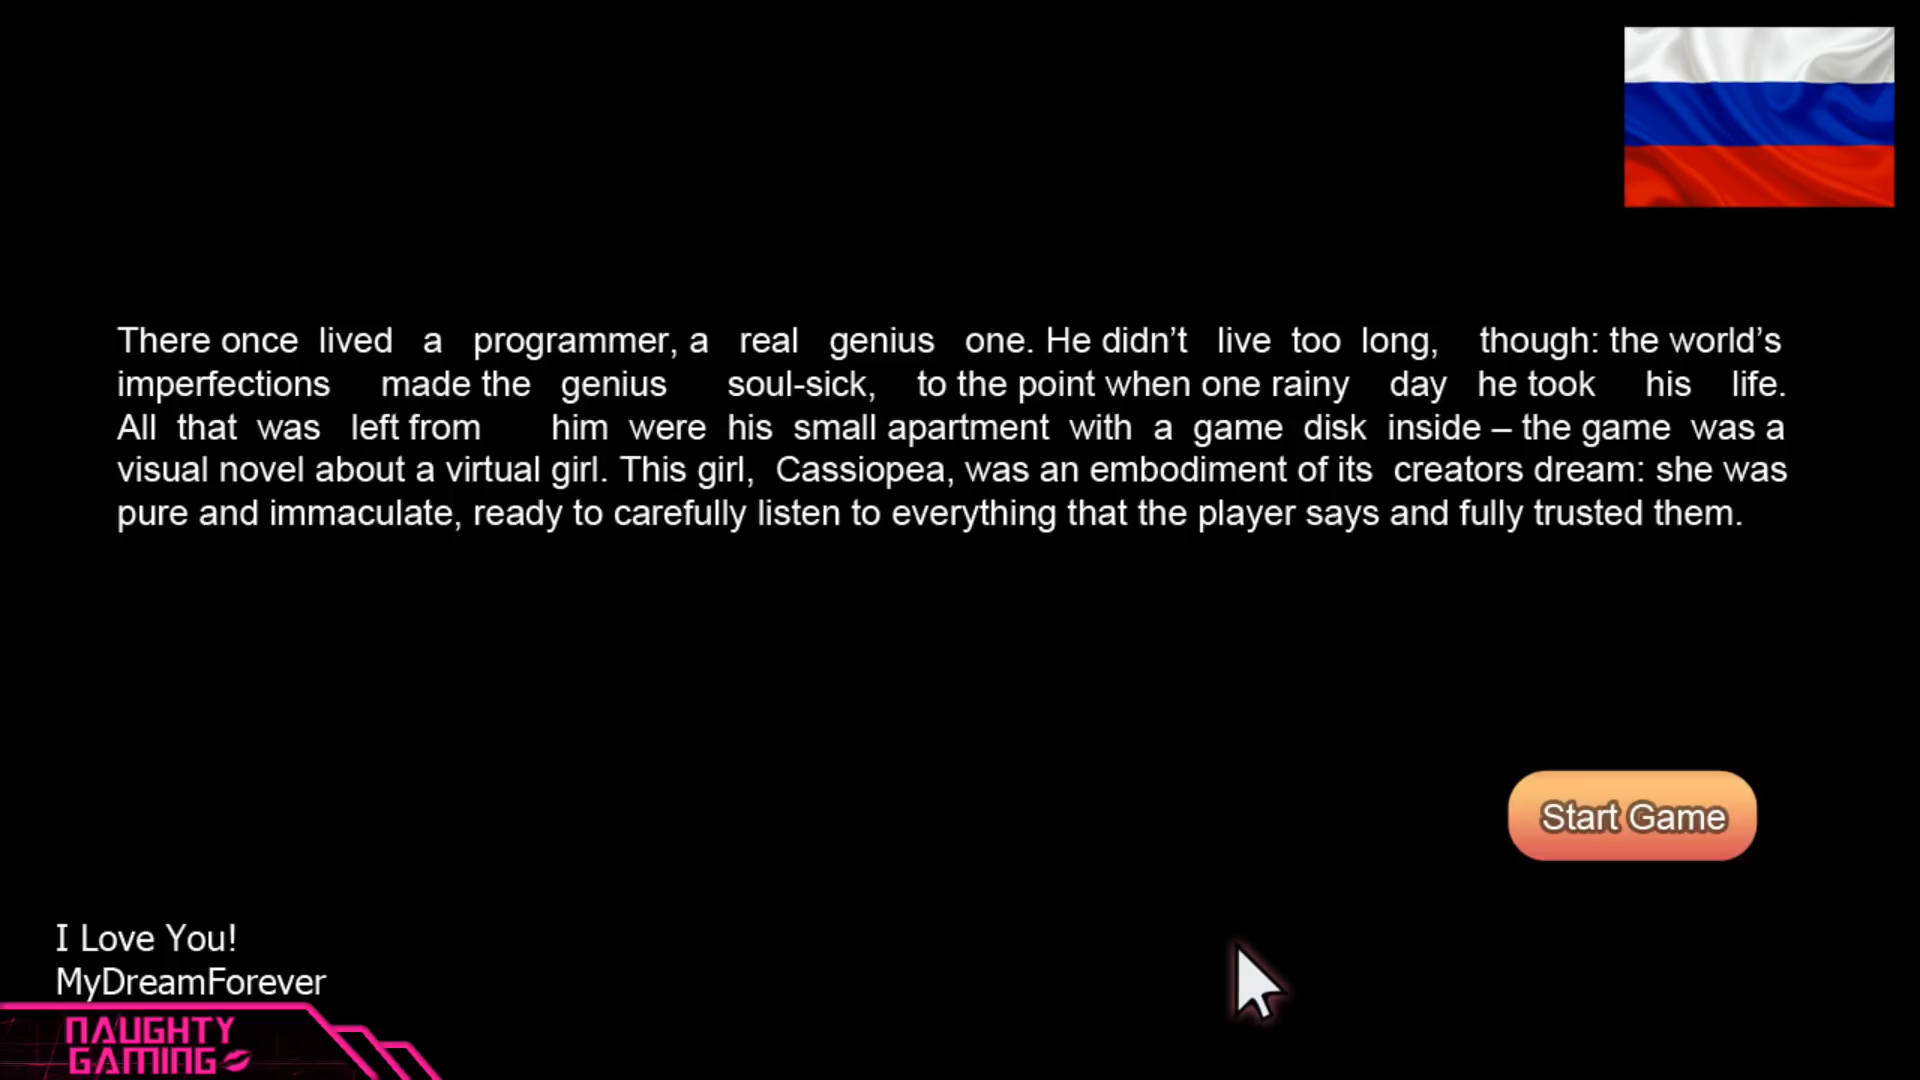 There once lived a programmer, a real genius one. He didn’t live too long, though: the world’s
imperfections made the genius soul-sick, to the point when one rainy day he took his life.
All that was left from him were his small apartment with a game disk inside – the game was a
visual novel about a virtual girl. This girl, Cassiopea, was an embodiment of its creators dream: she was
pure and immaculate, ready to carefully listen to everything that the player says and fully trusted them.
Start Game
I Love You!
MyDreamForever
NAUGHTY
GAMING